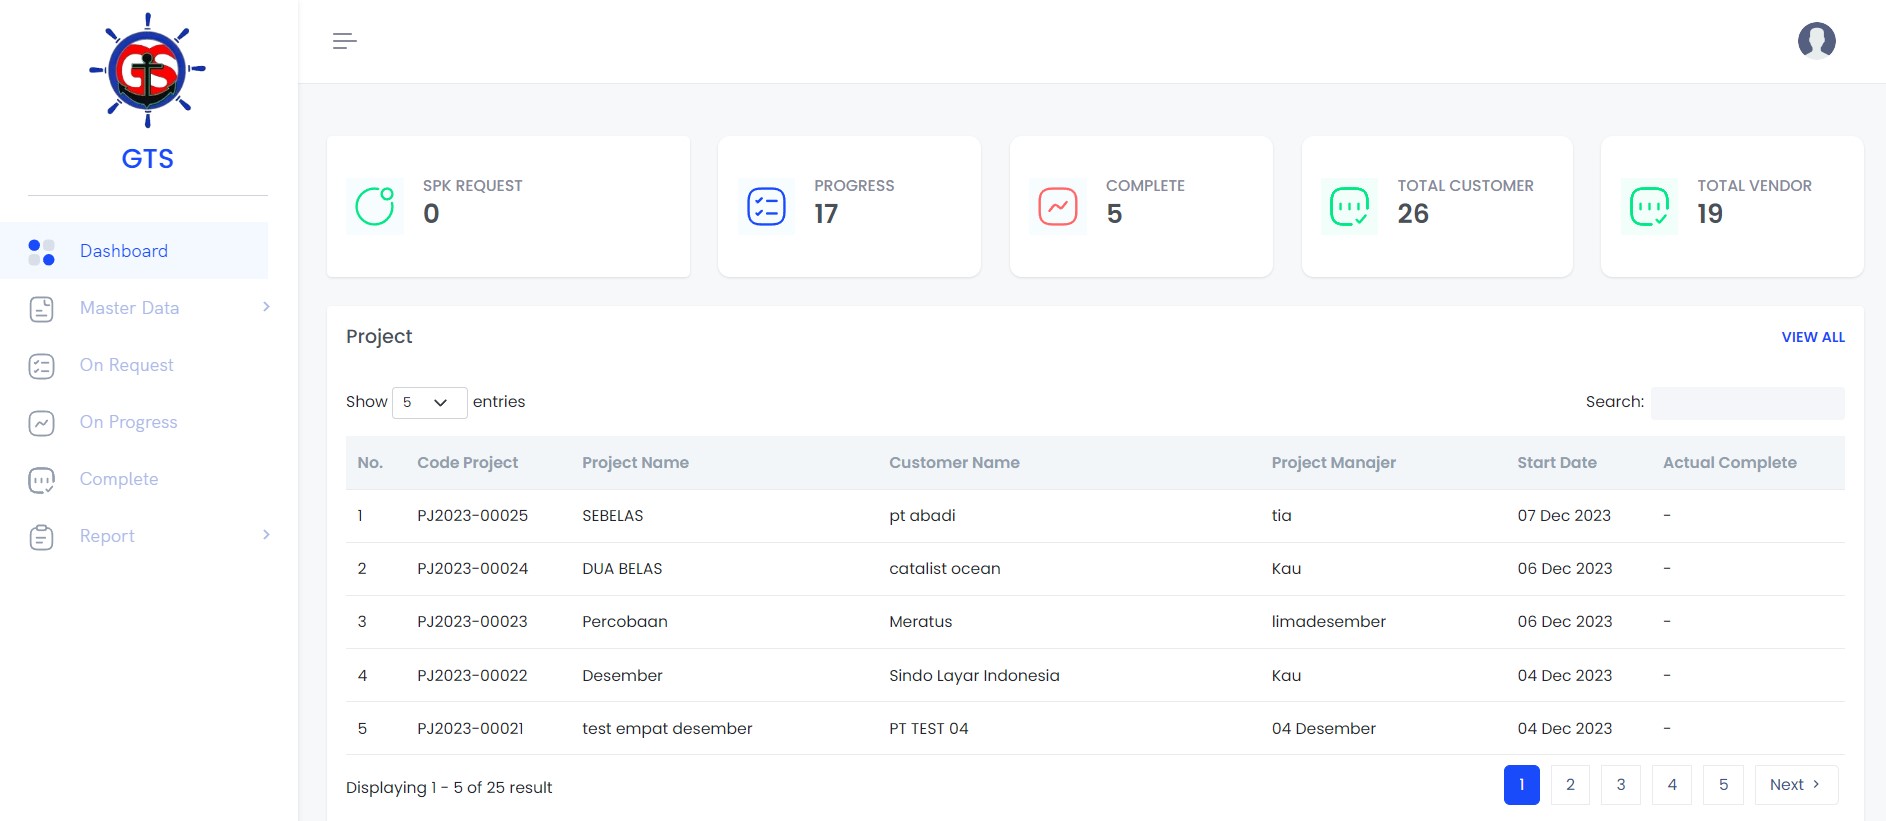 GS
GTS
Dashboard
Master Data
On Request
On Progress
Complete
Report
SPK REQUEST
0
PROGRESS
17
COMPLETE
5
TOTAL CUSTOMER
26
TOTAL VENDOR
19
Project
VIEW ALL
Show 5 entries
Search:
No. Code Project Project Name Customer Name Project Manajer Start Date Actual Complete
1 PJ2023-00025 SEBELAS pt abadi tia 07 Dec 2023 -
2 PJ2023-00024 DUA BELAS catalist ocean Kau 06 Dec 2023 -
3 PJ2023-00023 Percobaan Meratus limadesember 06 Dec 2023 -
4 PJ2023-00022 Desember Sindo Layar Indonesia Kau 04 Dec 2023 -
5 PJ2023-00021 test empat desember PT TEST 04 04 Desember 04 Dec 2023 -
Displaying 1 - 5 of 25 result
1 2 3 4 5 Next